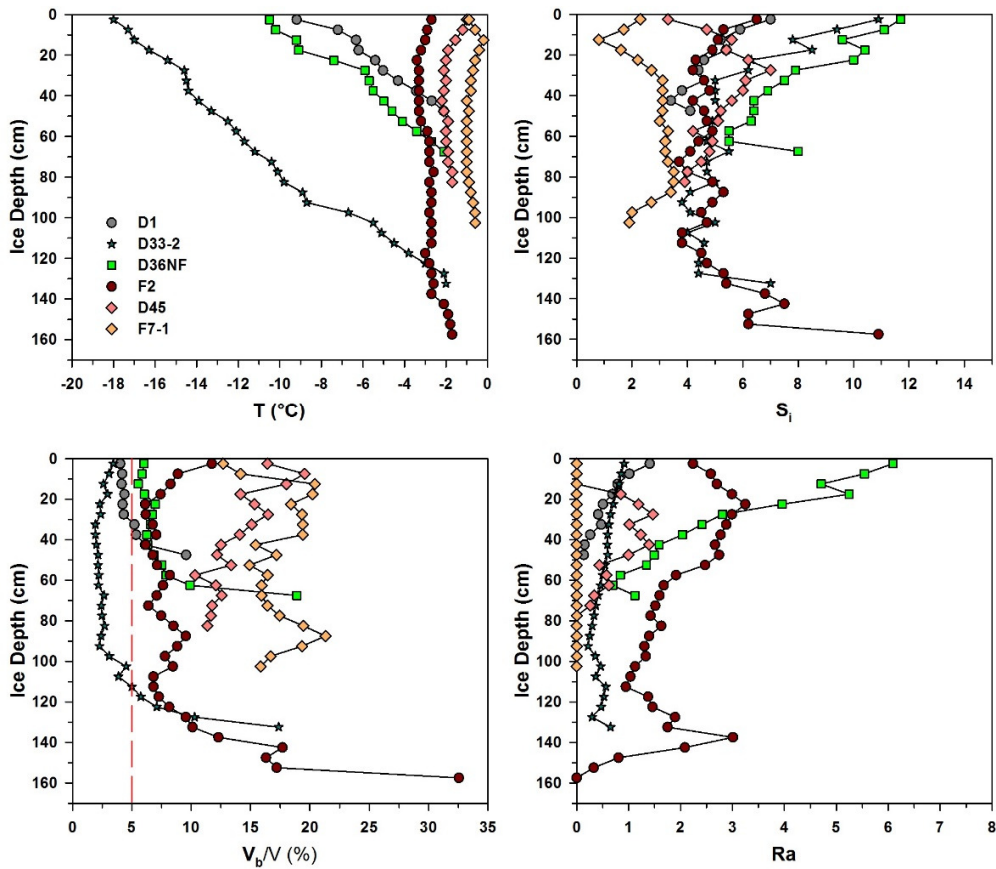 0
20
40
60
80
100
120
140
160
Ice Depth (cm)
D1
D33-2
D36NF
F2
D45
F7-1
-20 -18 -16 -14 -12 -10 -8 -6 -4 -2 0
T (°C)
0
20
40
60
80
100
120
140
160
Ice Depth (cm)
0 2 4 6 8 10 12 14
Si
0
20
40
60
80
100
120
140
160
Ice Depth (cm)
0 5 10 15 20 25 30 35
Vb/V (%)
0
20
40
60
80
100
120
140
160
Ice Depth (cm)
0 1 2 3 4 5 6 7 8
Ra